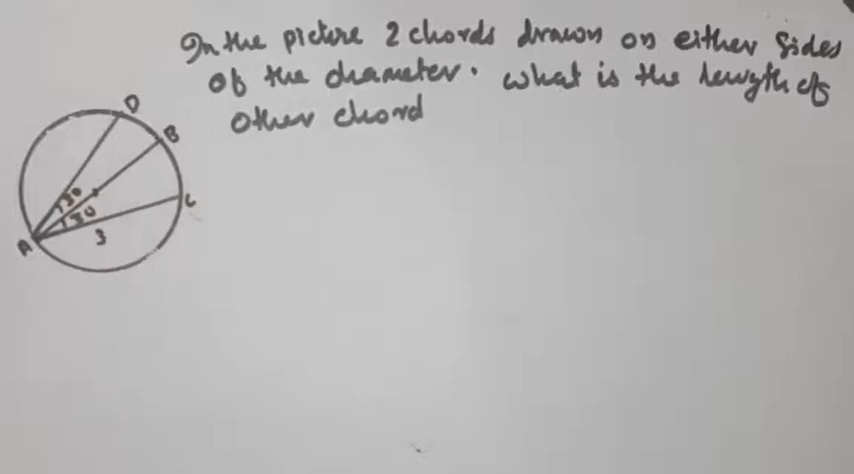 In the picture 2 chords drawn on either sides
of the diameter. what is the length of
other chord
D
B
30
30
C
A
3